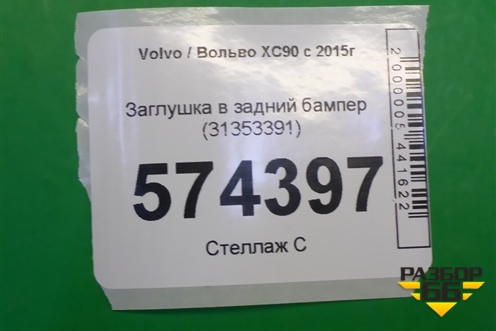 Volvo / Вольво XC90 с 2015г
Заглушка в задний бампер
(31353391)
574397
Стеллаж С
2000005441622
РАЗБОР
66